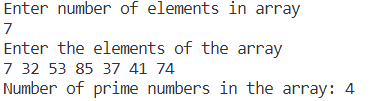 Enter number of elements in array
7
Enter the elements of the array
7 32 53 85 37 41 74
Number of prime numbers in the array: 4